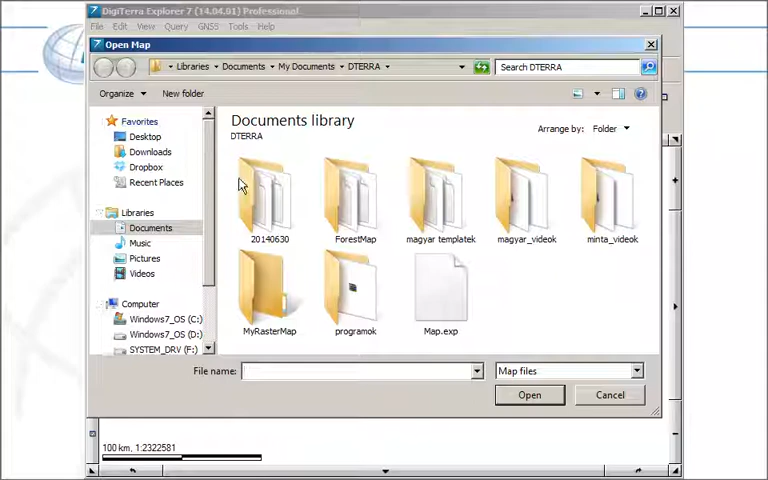 DigiTerra Explorer 7 (14.04.01) Professional
File Edit View Query GNSS Tools Help
Open Map
Libraries Documents My Documents DTERRA
Search DTERRA
Organize New folder
Favorites
Desktop
Downloads
Dropbox
Recent Places
Libraries
Documents
Music
Pictures
Videos
Computer
Windows7_OS (C:)
Windows7_OS (D:)
SYSTEM_DRV (F:)
Documents library
DTERRA
Arrange by: Folder
20140630 ForestMap magyar templatek magyar_videok minta_videok
MyRasterMap programok Map.exp
File name:
Map files
Open Cancel
100 km, 1:2322581